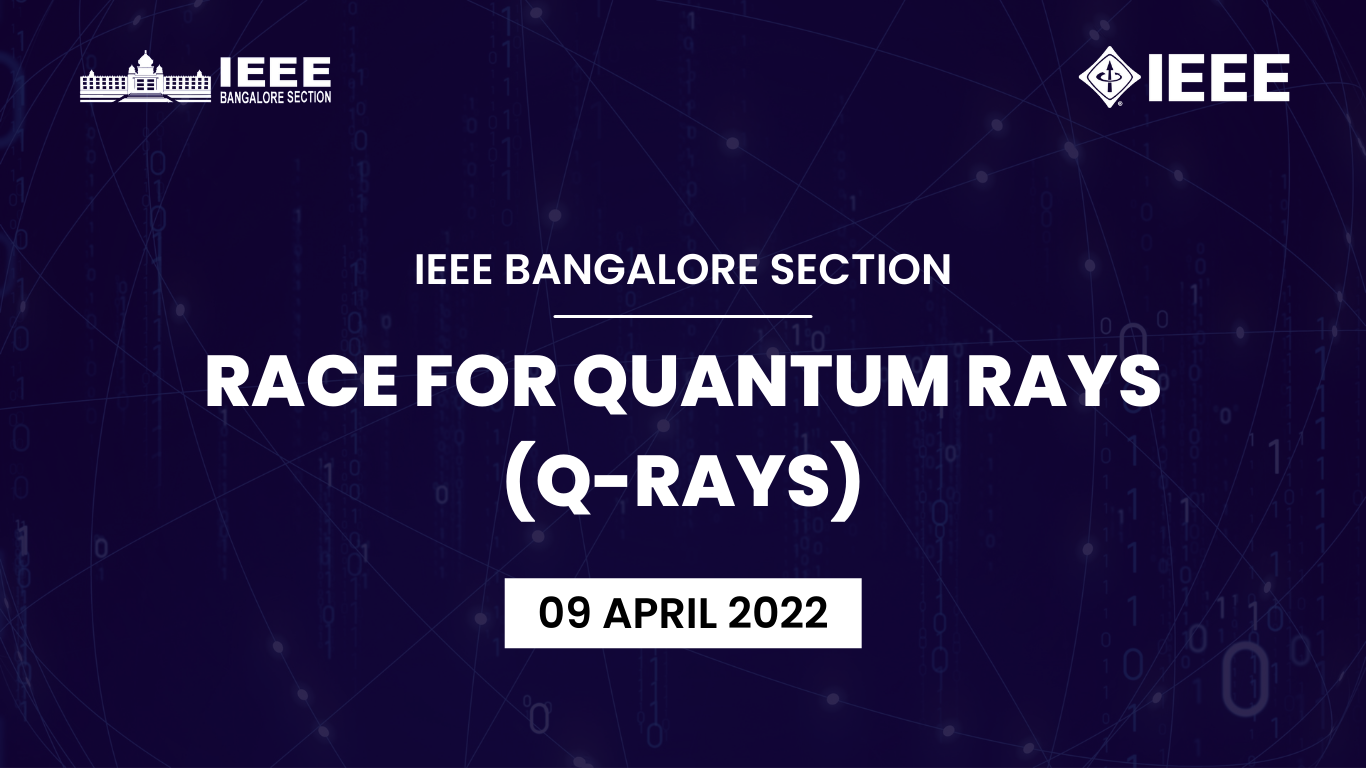 IEEE
BANGALORE SECTION
IEEE
IEEE BANGALORE SECTION
RACE FOR QUANTUM RAYS
(Q-RAYS)
09 APRIL 2022